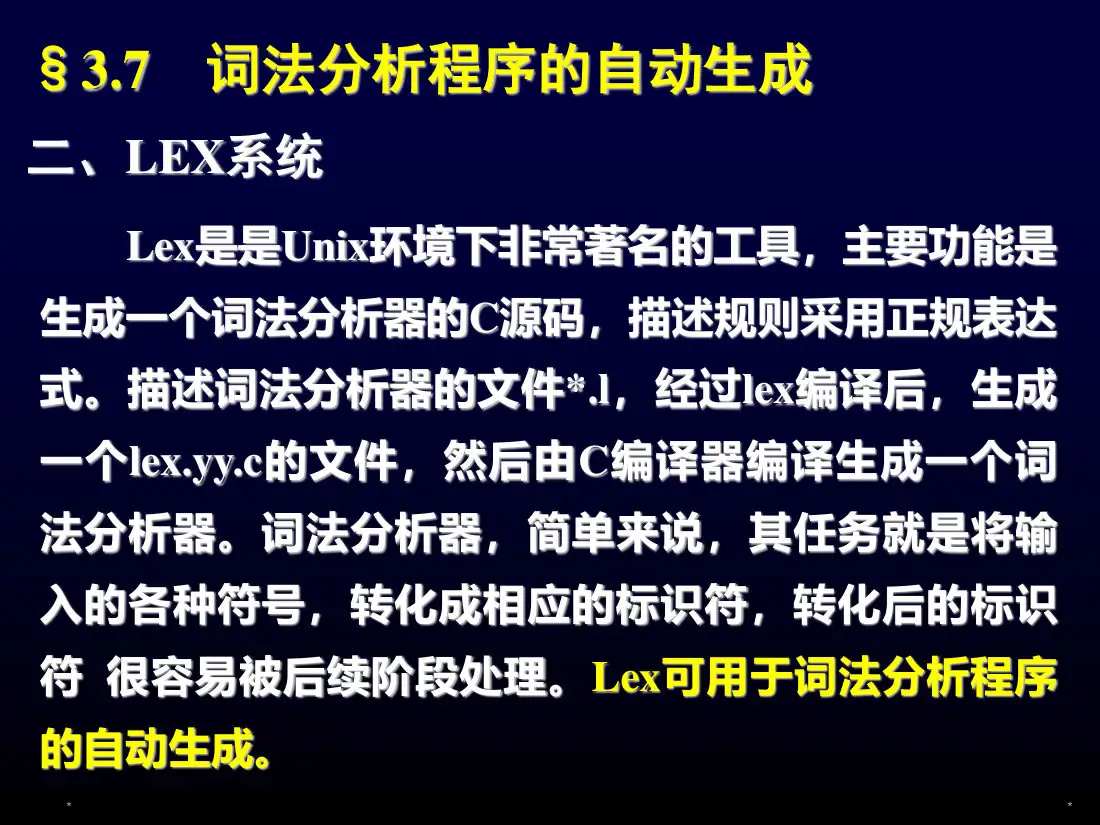 §3.7 词法分析程序的自动生成
二、LEX系统
Lex是是Unix环境下非常著名的工具，主要功能是
生成一个词法分析器的C源码，描述规则采用正规表达
式。描述词法分析器的文件*.l，经过lex编译后，生成
一个lex.yy.c的文件，然后由C编译器编译生成一个词
法分析器。词法分析器，简单来说，其任务就是将输
入的各种符号，转化成相应的标识符，转化后的标识
符 很容易被后续阶段处理。Lex可用于词法分析程序
的自动生成。
* *